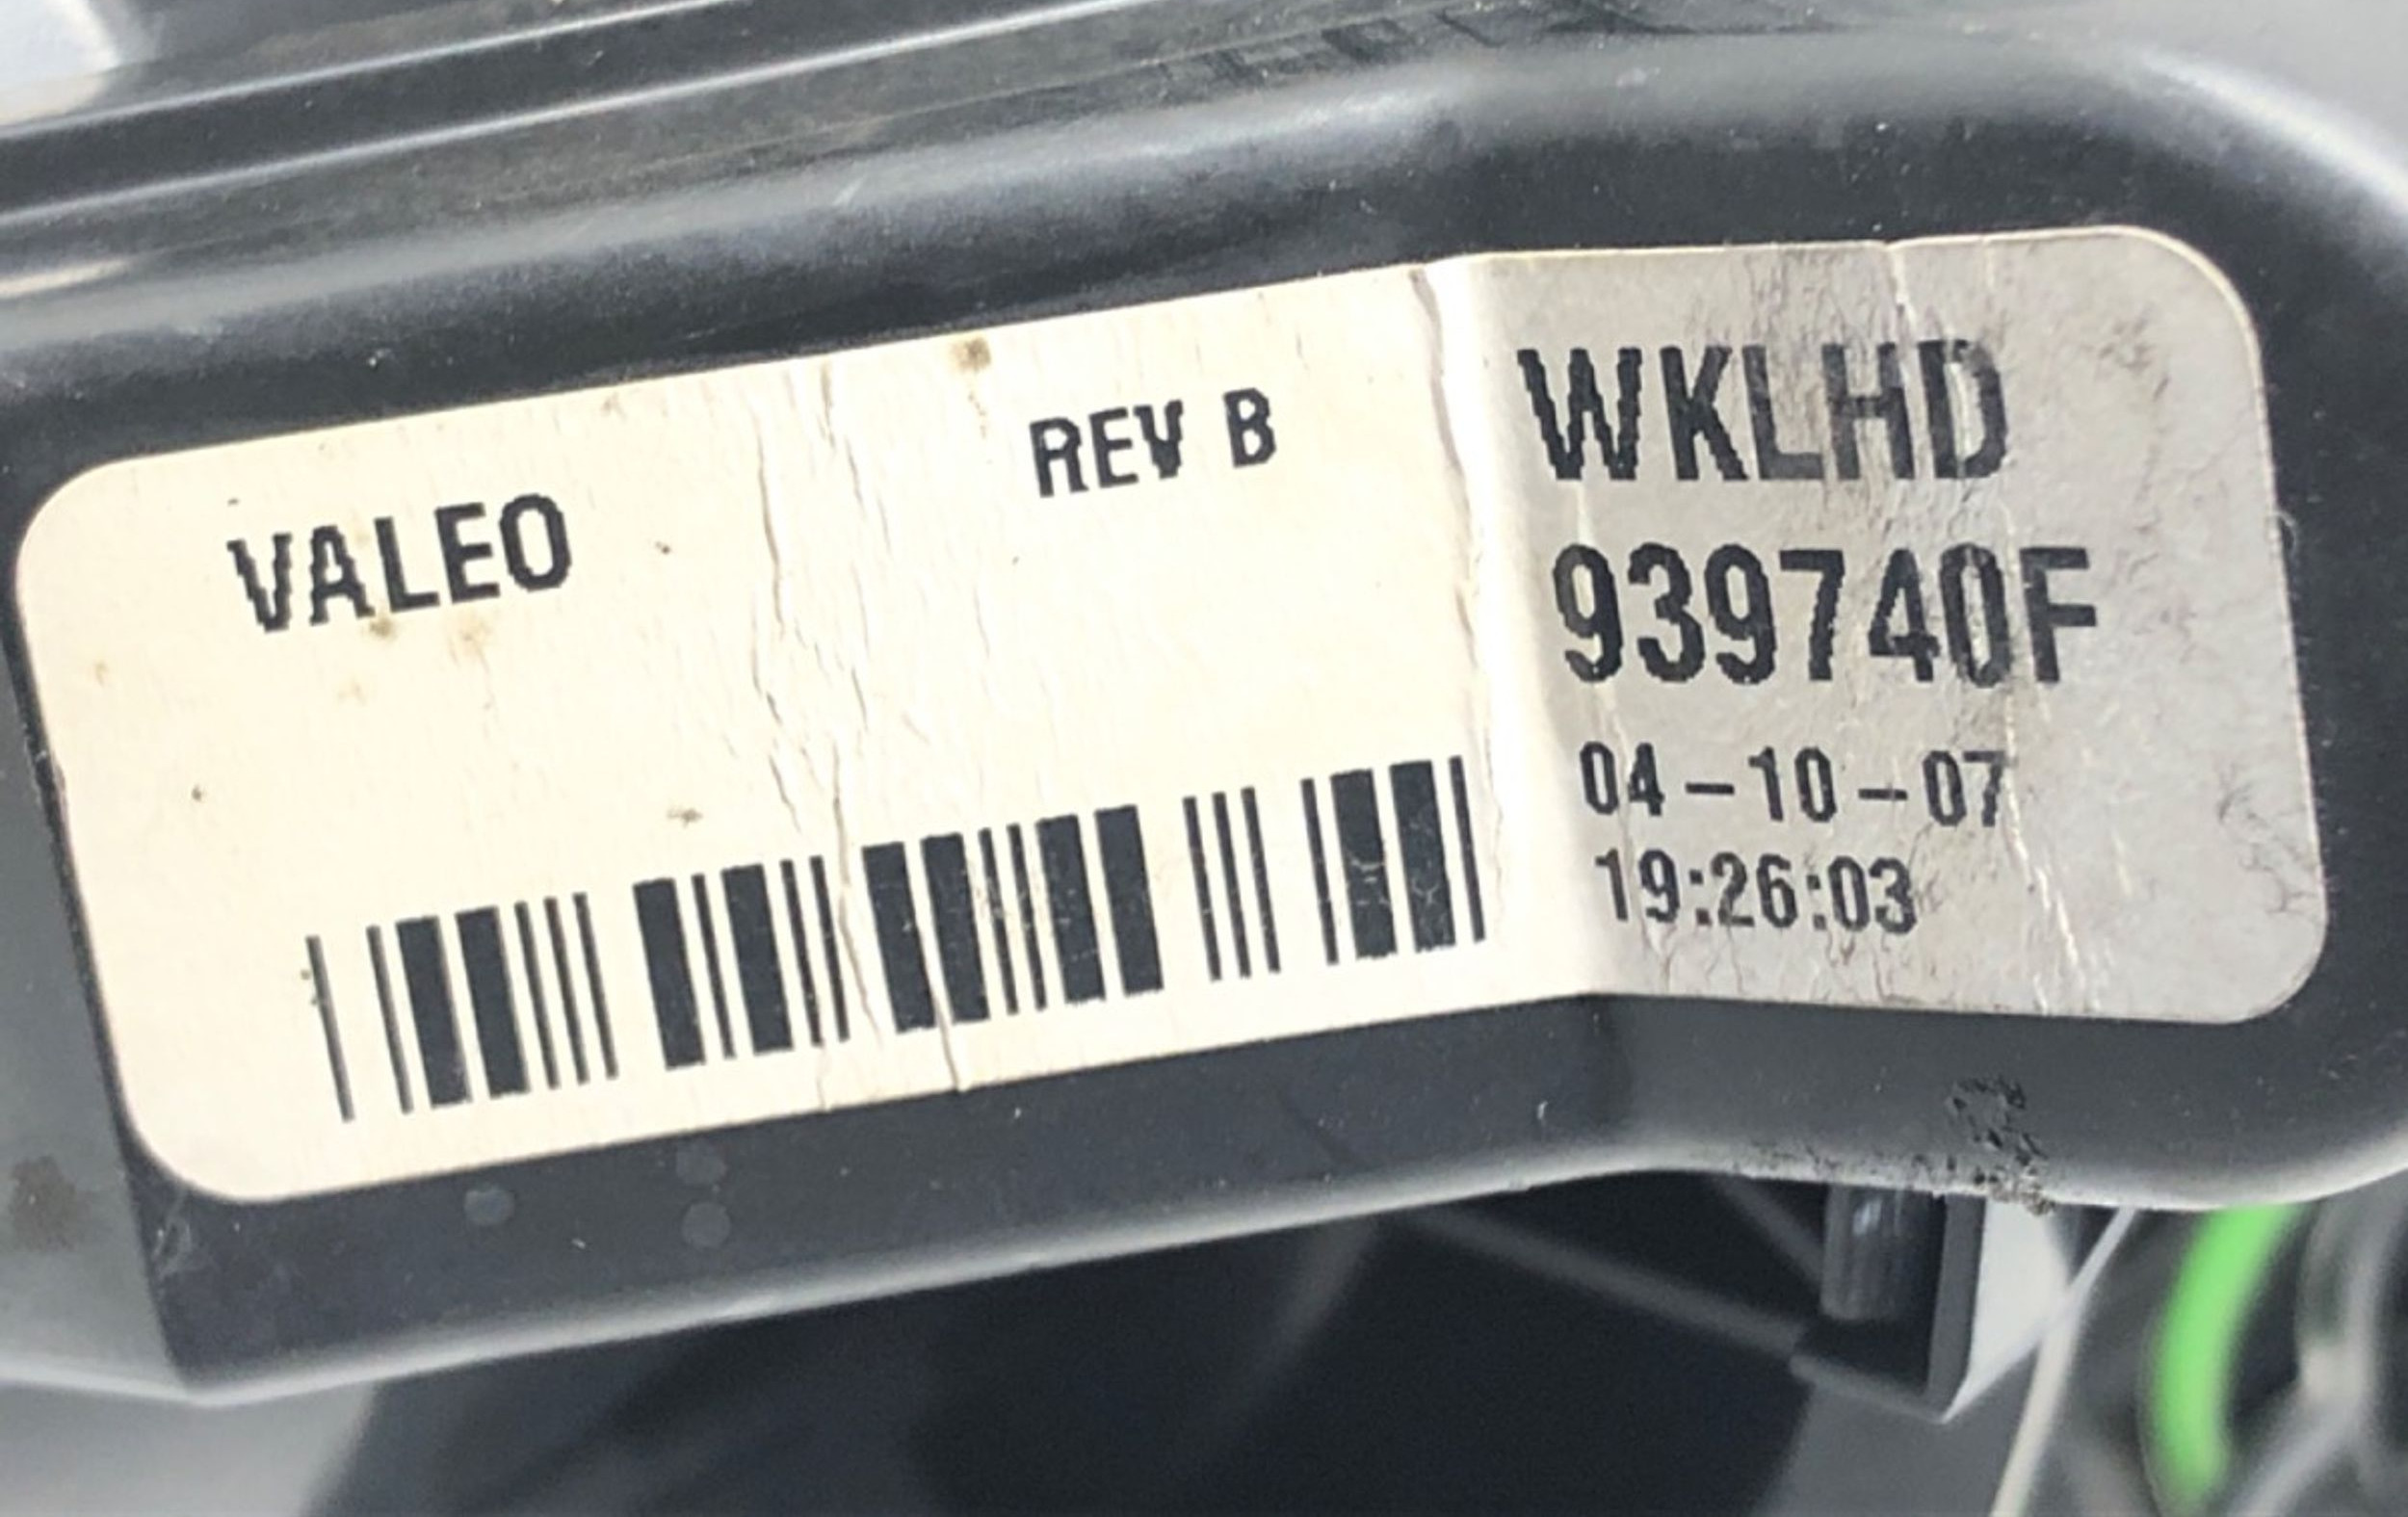 VALEO REV B
WKLHD
939740F
04-10-07
19:26:03